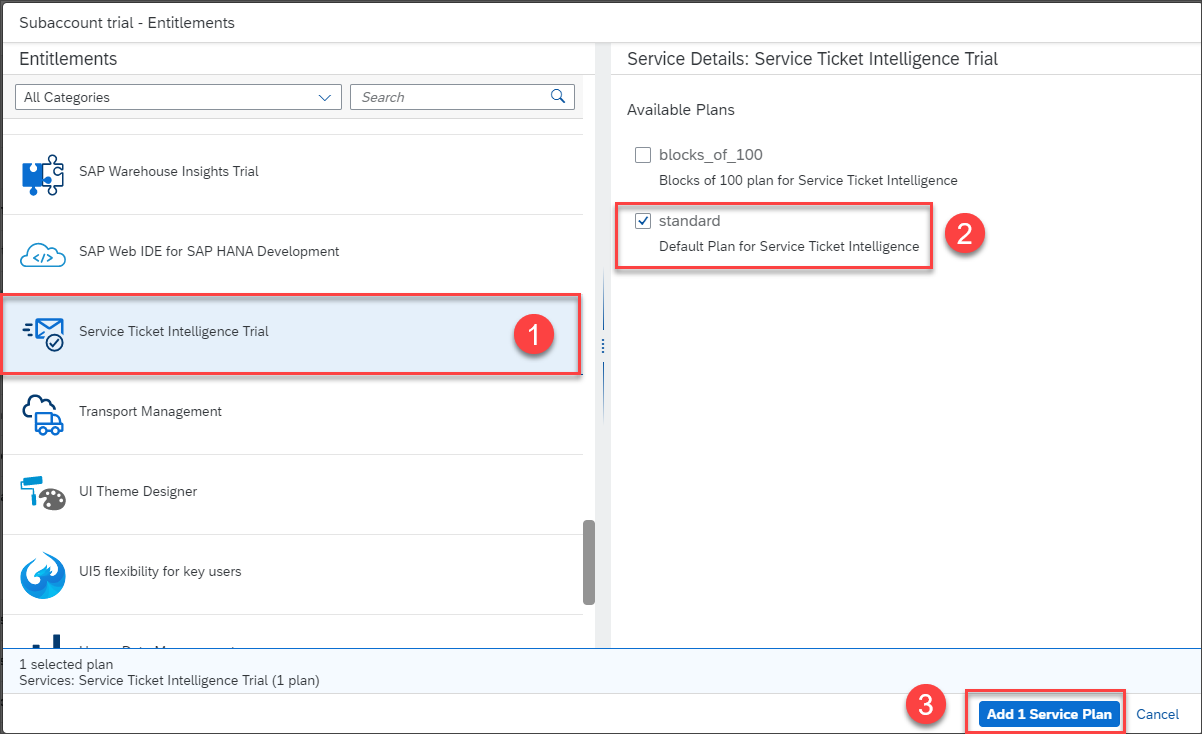 Subaccount trial - Entitlements
Entitlements
All Categories
Search
SAP Warehouse Insights Trial
SAP Web IDE for SAP HANA Development
Service Ticket Intelligence Trial
1
Transport Management
UI Theme Designer
UI5 flexibility for key users
Service Details: Service Ticket Intelligence Trial
Available Plans
blocks_of_100
Blocks of 100 plan for Service Ticket Intelligence
standard
Default Plan for Service Ticket Intelligence
2
1 selected plan
Services: Service Ticket Intelligence Trial (1 plan)
3
Add 1 Service Plan
Cancel